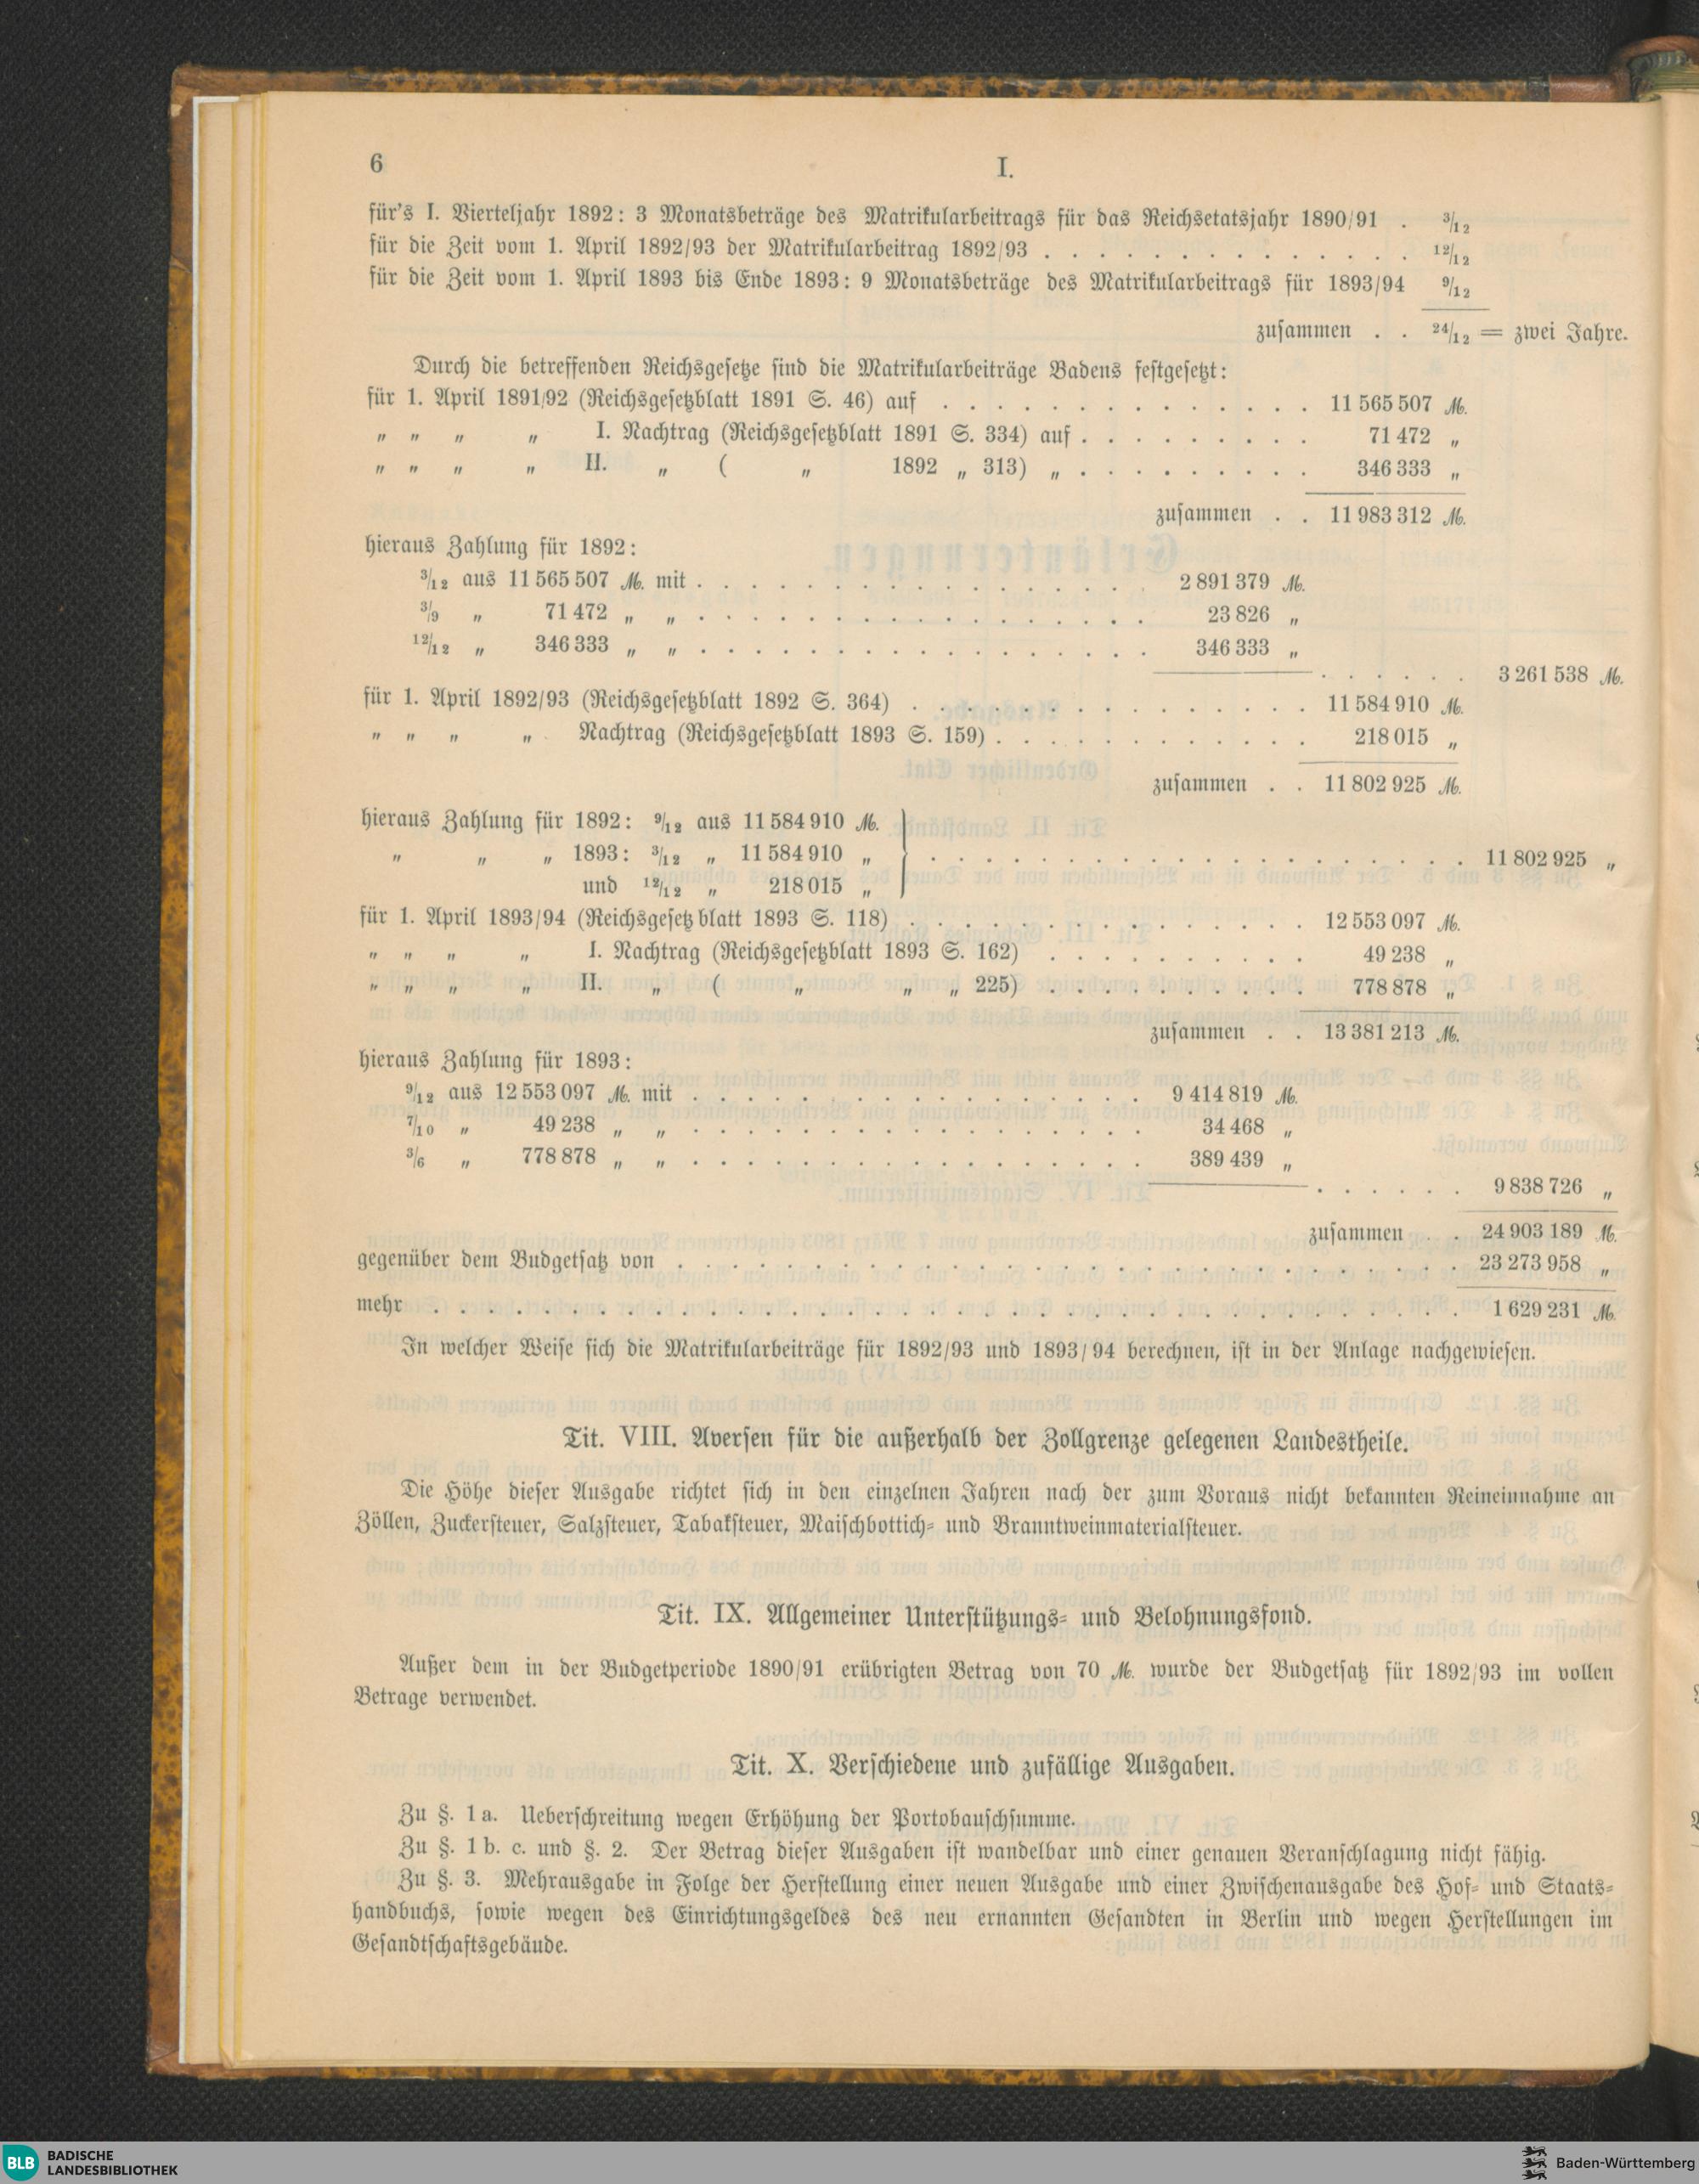 6
I.
für's I. Vierteljahr 1892: 3 Monatsbeträge des Matrikularbeitrags für das Reichsetatsjahr 1890/91 . 3/12
für die Zeit vom 1. April 1892/93 der Matrikularbeitrag 1892/93 . . . . . . . . . . . . . . 12/12
für die Zeit vom 1. April 1893 bis Ende 1893: 9 Monatsbeträge des Matrikularbeitrags für 1893/94 9/12
zusammen . . 24/12 = zwei Jahre.
Durch die betreffenden Reichsgesetze sind die Matrikularbeiträge Badens festgesetzt:
für 1. April 1891/92 (Reichsgesetzblatt 1891 S. 46) auf . . . . . . . . . . . . . . 11 565 507 M.
„ „ „ „ I. Nachtrag (Reichsgesetzblatt 1891 S. 334) auf . . . . . . . . . 71 472 „
„ „ „ „ II. „ ( „ 1892 „ 313) „ . . . . . . . . . 346 333 „
zusammen . . 11 983 312 M.
hieraus Zahlung für 1892:
3/12 aus 11 565 507 M. mit . . . . . . . . . . . . . . . . . 2 891 379 M.
3/9 „ 71 472 „ „ . . . . . . . . . . . . . . . . . 23 826 „
12/12 „ 346 333 „ „ . . . . . . . . . . . . . . . . . 346 333 „
. . . . . . 3 261 538 M.
für 1. April 1892/93 (Reichsgesetzblatt 1892 S. 364) . . . . . . . . . . . . . . . 11 584 910 M.
„ „ „ „ Nachtrag (Reichsgesetzblatt 1893 S. 159) . . . . . . . . . . . . 218 015 „
zusammen . . 11 802 925 M.
hieraus Zahlung für 1892: 9/12 aus 11 584 910 M.
„ „ „ 1893: 3/12 „ 11 584 910 „ . . . . . . . . . . . . . . . . . . . . 11 802 925 „
und 12/12 „ 218 015 „
für 1. April 1893/94 (Reichsgesetzblatt 1893 S. 118) . . . . . . . . . . . . . . . 12 553 097 M.
„ „ „ „ I. Nachtrag (Reichsgesetzblatt 1893 S. 162) . . . . . . . . . . 49 238 „
„ „ „ „ II. „ ( „ „ „ 225) . . . . . . . . . . 778 878 „
zusammen . . 13 381 213 M.
hieraus Zahlung für 1893:
9/12 aus 12 553 097 M. mit . . . . . . . . . . . . . . . . . 9 414 819 M.
7/10 „ 49 238 „ „ . . . . . . . . . . . . . . . . . 34 468 „
3/6 „ 778 878 „ „ . . . . . . . . . . . . . . . . . 389 439 „
. . . . . . 9 838 726 „
zusammen . . 24 903 189 M.
gegenüber dem Budgetsatz von . . . . . . . . . . . . . . . . . . . . . . . . . . . . . 23 273 958 „
mehr . . . . . . . . . . . . . . . . . . . . . . . . . . . . . . . . . . . . . . 1 629 231 M.
In welcher Weise sich die Matrikularbeiträge für 1892/93 und 1893/94 berechnen, ist in der Anlage nachgewiesen.
Tit. VIII. Aversen für die außerhalb der Zollgrenze gelegenen Landestheile.
Die Höhe dieser Ausgabe richtet sich in den einzelnen Jahren nach der zum Voraus nicht bekannten Reineinnahme an
Zöllen, Zuckersteuer, Salzsteuer, Tabaksteuer, Maischbottich- und Branntweinmaterialsteuer.
Tit. IX. Allgemeiner Unterstützungs- und Belohnungsfond.
Außer dem in der Budgetperiode 1890/91 erübrigten Betrag von 70 M. wurde der Budgetsatz für 1892/93 im vollen
Betrage verwendet.
Tit. X. Verschiedene und zufällige Ausgaben.
Zu §. 1 a. Ueberschreitung wegen Erhöhung der Portobauschsumme.
Zu §. 1 b. c. und §. 2. Der Betrag dieser Ausgaben ist wandelbar und einer genauen Veranschlagung nicht fähig.
Zu §. 3. Mehrausgabe in Folge der Herstellung einer neuen Ausgabe und einer Zwischenausgabe des Hof- und Staats-
handbuchs, sowie wegen des Einrichtungsgeldes des neu ernannten Gesandten in Berlin und wegen Herstellungen im
Gesandtschaftsgebäude.
BLB BADISCHE
LANDESBIBLIOTHEK
Baden-Württemberg